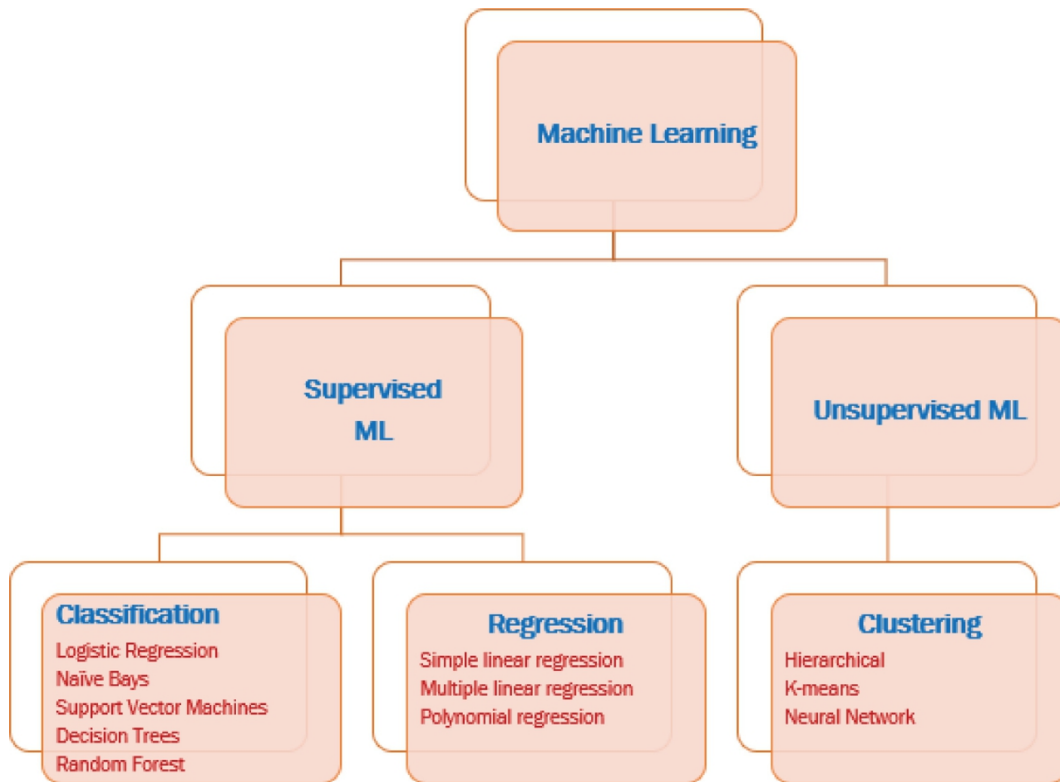 Machine Learning
Supervised
ML
Unsupervised ML
Classification
Logistic Regression
Naïve Bays
Support Vector Machines
Decision Trees
Random Forest
Regression
Simple linear regression
Multiple linear regression
Polynomial regression
Clustering
Hierarchical
K-means
Neural Network